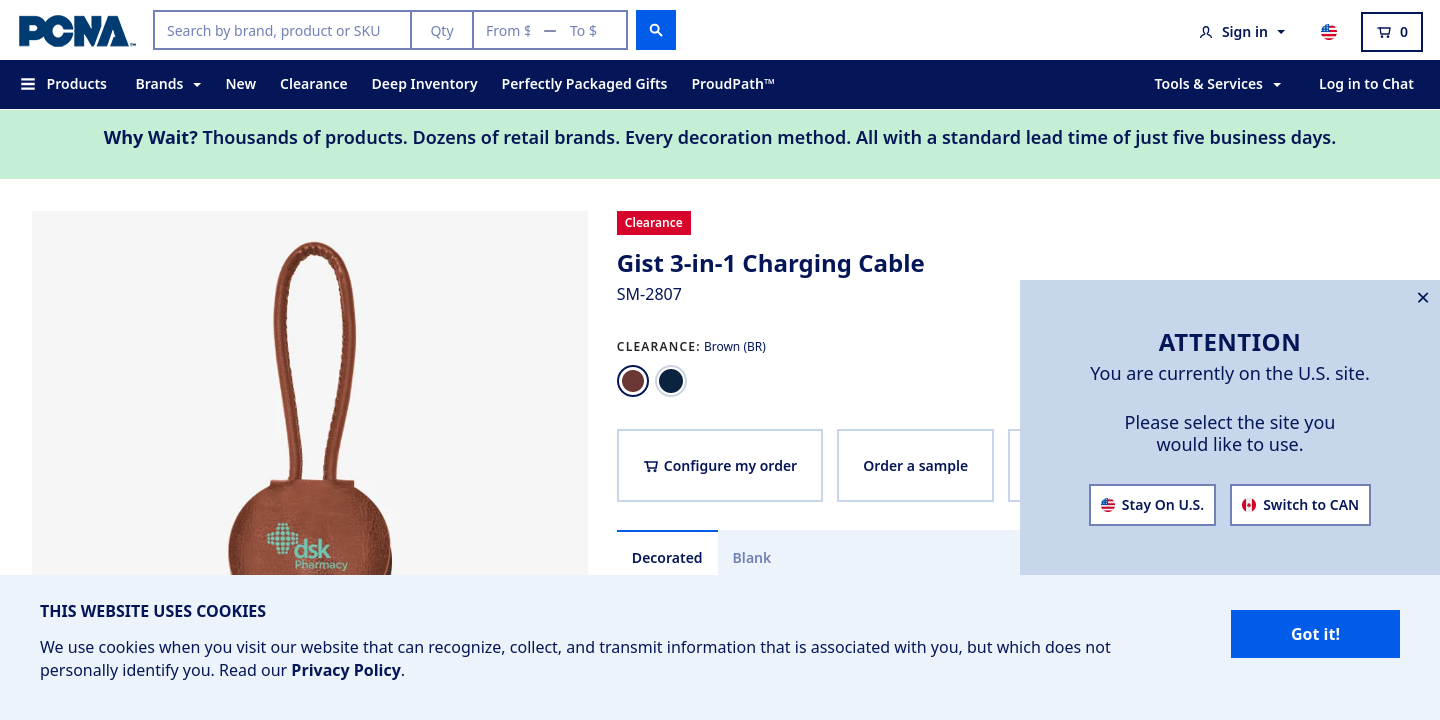 PCNA™
Search by brand, product or SKU
Qty
From $ — To $
Sign in
0
Products
Brands
New
Clearance
Deep Inventory
Perfectly Packaged Gifts
ProudPath™
Tools & Services
Log in to Chat
Why Wait? Thousands of products. Dozens of retail brands. Every decoration method. All with a standard lead time of just five business days.
Clearance
Gist 3-in-1 Charging Cable
SM-2807
CLEARANCE: Brown (BR)
Configure my order
Order a sample
Decorated
Blank
dsk
Pharmacy
ATTENTION
You are currently on the U.S. site.
Please select the site you
would like to use.
Stay On U.S.
Switch to CAN
THIS WEBSITE USES COOKIES
We use cookies when you visit our website that can recognize, collect, and transmit information that is associated with you, but which does not
personally identify you. Read our Privacy Policy.
Got it!